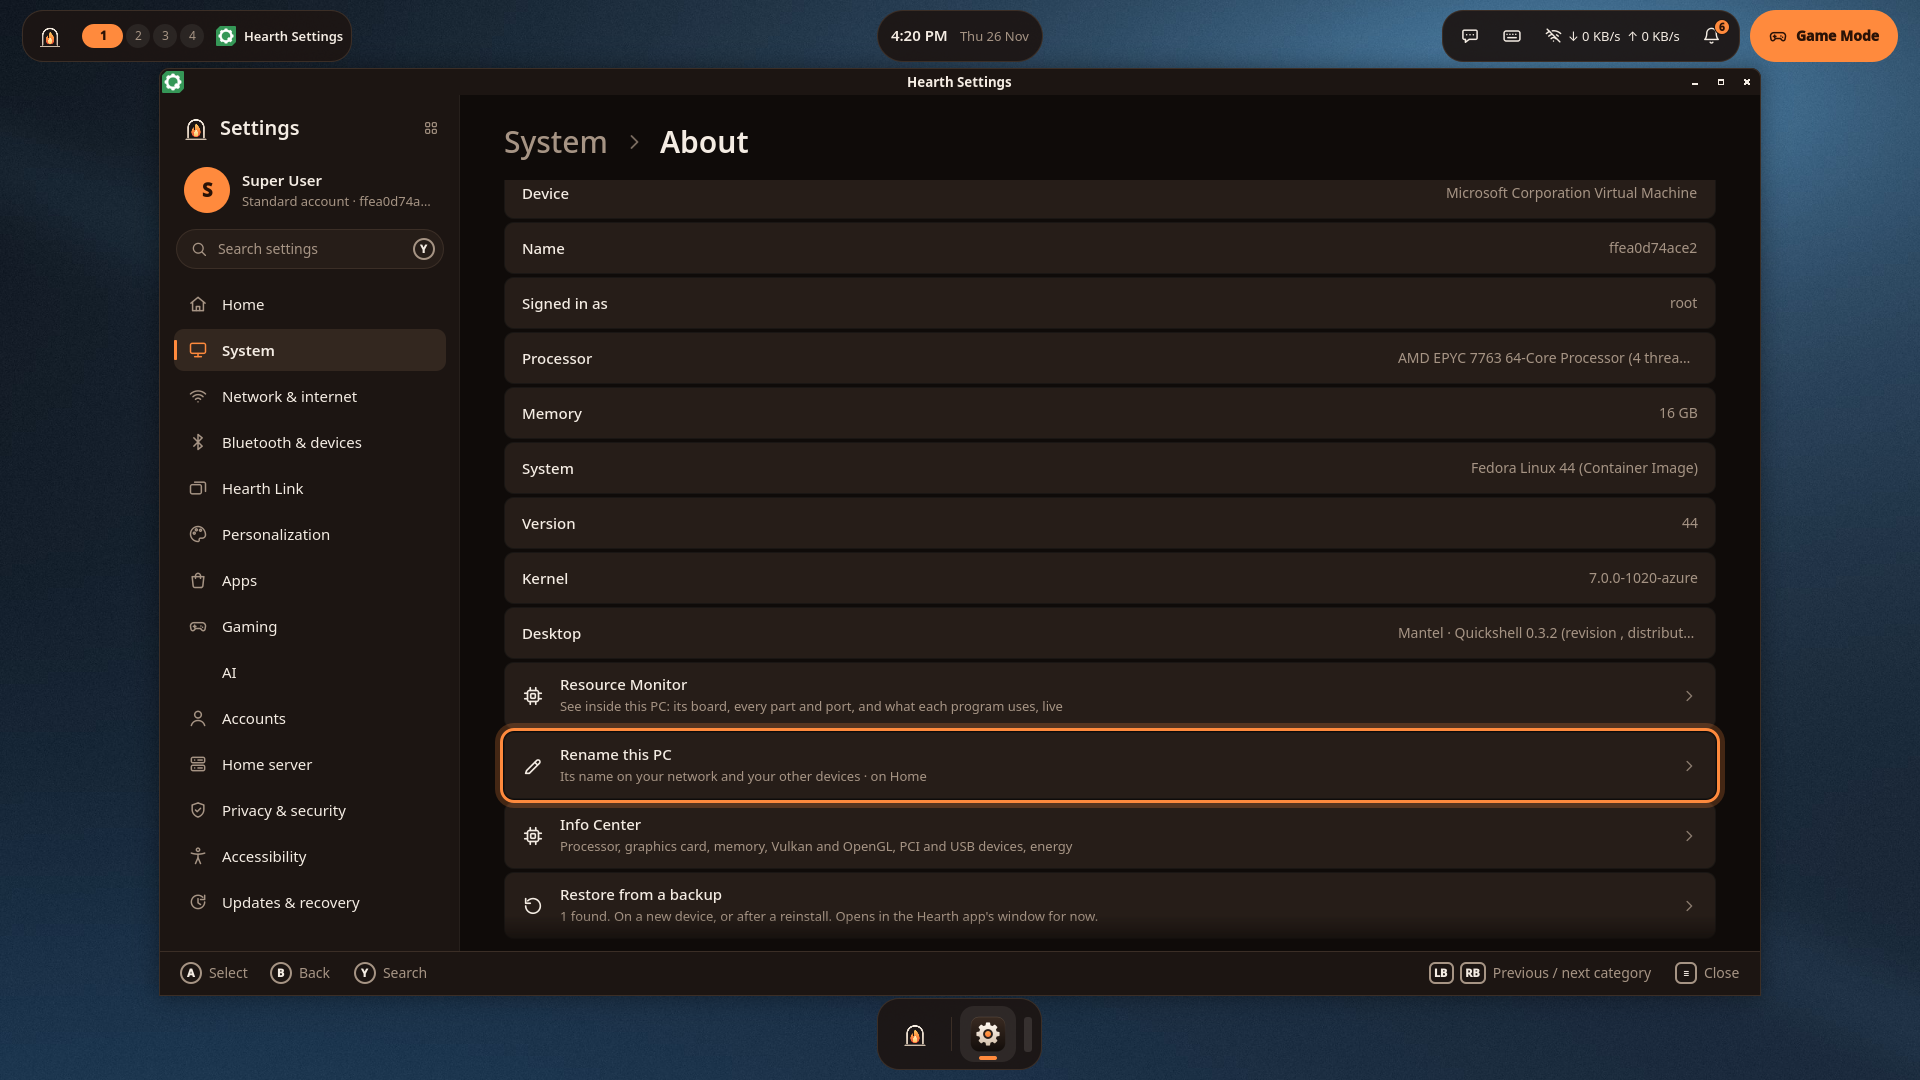 1 2 3 4 Hearth Settings
4:20 PM Thu 26 Nov
↓ 0 KB/s ↑ 0 KB/s
6
Game Mode
Hearth Settings
Settings
S
Super User
Standard account · ffea0d74a...
Search settings
Y
Home
System
Network & internet
Bluetooth & devices
Hearth Link
Personalization
Apps
Gaming
AI
Accounts
Home server
Privacy & security
Accessibility
Updates & recovery
System > About
Device Microsoft Corporation Virtual Machine
Name ffea0d74ace2
Signed in as root
Processor AMD EPYC 7763 64-Core Processor (4 threa...
Memory 16 GB
System Fedora Linux 44 (Container Image)
Version 44
Kernel 7.0.0-1020-azure
Desktop Mantel · Quickshell 0.3.2 (revision , distribut...
Resource Monitor
See inside this PC: its board, every part and port, and what each program uses, live
Rename this PC
Its name on your network and your other devices · on Home
Info Center
Processor, graphics card, memory, Vulkan and OpenGL, PCI and USB devices, energy
Restore from a backup
1 found. On a new device, or after a reinstall. Opens in the Hearth app's window for now.
A Select B Back Y Search
LB RB Previous / next category ≡ Close